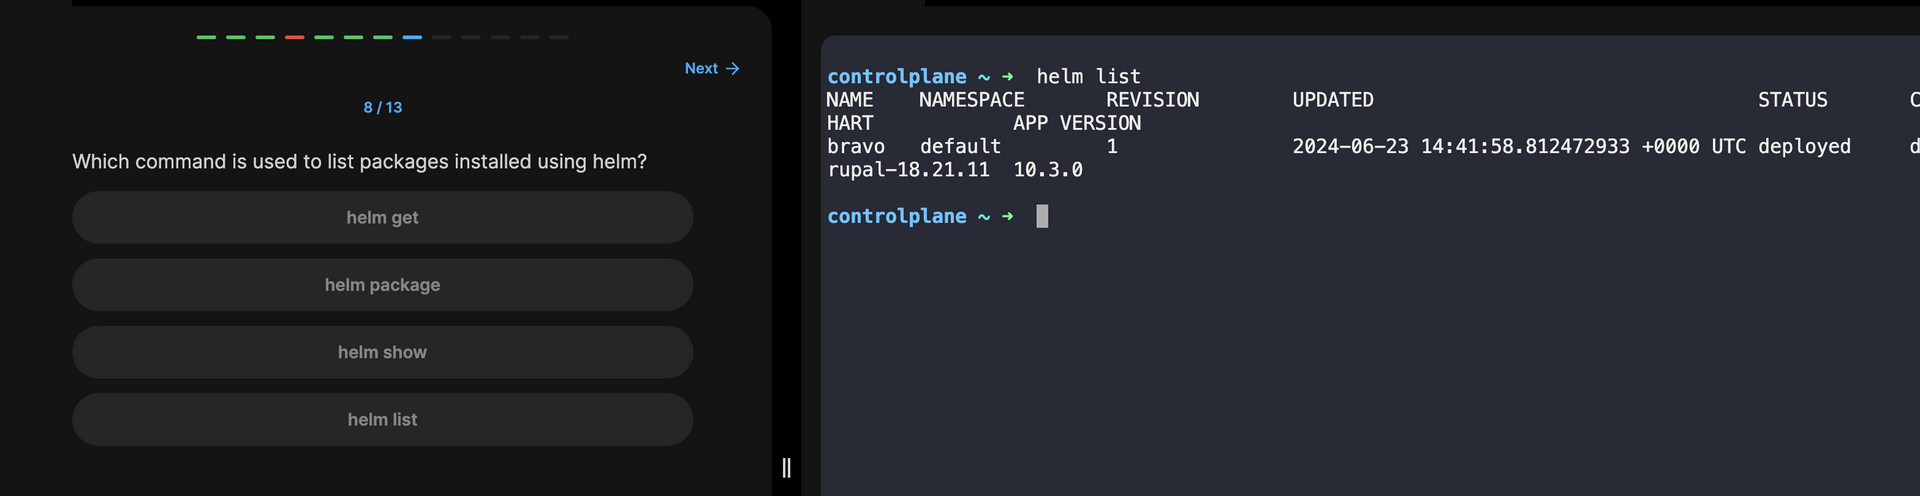 Next →
8 / 13
Which command is used to list packages installed using helm?
helm get
helm package
helm show
helm list
controlplane ~ ➜  helm list
NAME    NAMESPACE       REVISION        UPDATED                                 STATUS       C
HART            APP VERSION
bravo   default         1               2024-06-23 14:41:58.812472933 +0000 UTC deployed     d
rupal-18.21.11  10.3.0
controlplane ~ ➜